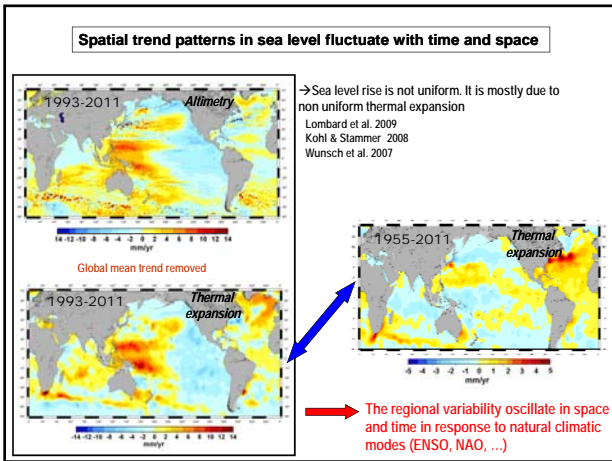 Spatial trend patterns in sea level fluctuate with time and space
1993-2011
Altimetry
-14 -12 -10 -8 -6 -4 -2 0 2 4 6 8 10 12 14
mm/yr
Global mean trend removed
1993-2011
Thermal
expansion
-14 -12 -10 -8 -6 -4 -2 0 2 4 6 8 10 12 14
mm/yr
→Sea level rise is not uniform. It is mostly due to
non uniform thermal expansion
Lombard et al. 2009
Kohl & Stammer 2008
Wunsch et al. 2007
1955-2011
Thermal
expansion
-5 -4 -3 -2 -1 0 1 2 3 4 5
mm/yr
The regional variability oscillate in space
and time in response to natural climatic
modes (ENSO, NAO, ...)